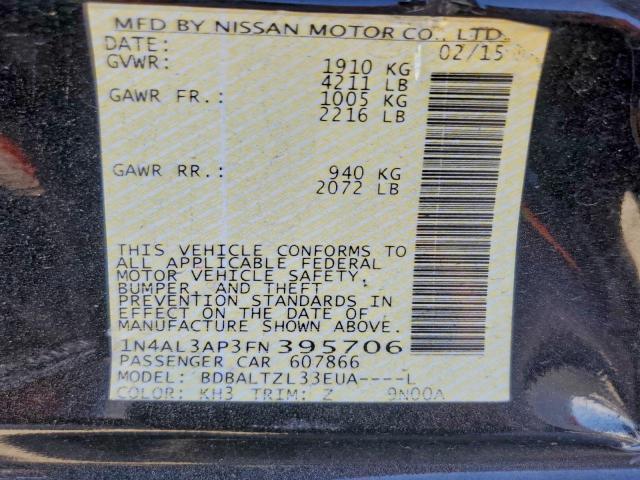 MFD BY NISSAN MOTOR CO., LTD.
DATE: 02/15
GVWR: 1910 KG
4211 LB
GAWR FR.: 1005 KG
2216 LB
GAWR RR.: 940 KG
2072 LB
THIS VEHICLE CONFORMS TO
ALL APPLICABLE FEDERAL
MOTOR VEHICLE SAFETY,
BUMPER, AND THEFT
PREVENTION STANDARDS IN
EFFECT ON THE DATE OF
MANUFACTURE SHOWN ABOVE.
1N4AL3AP3FN395706
PASSENGER CAR 607866
MODEL: BDBALTZL33EUA----L
COLOR: KH3 TRIM: Z 9N00A